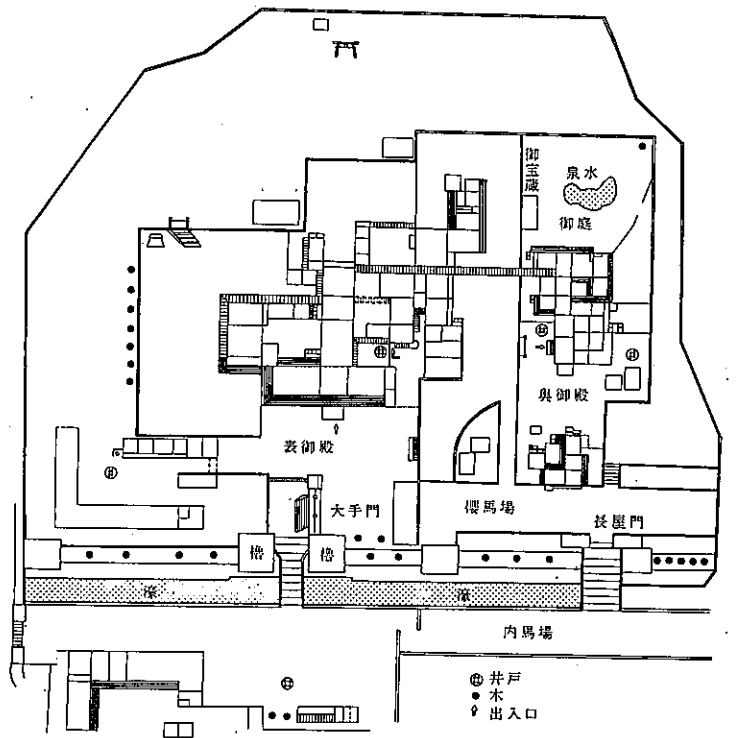 御宝蔵
泉水
御庭
奥御殿
表御殿
大手門
櫻馬場
長屋門
櫓
櫓
濠
濠
内馬場
井戸
木
出入口